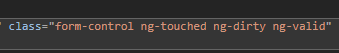 class="form-control ng-touched ng-dirty ng-valid"